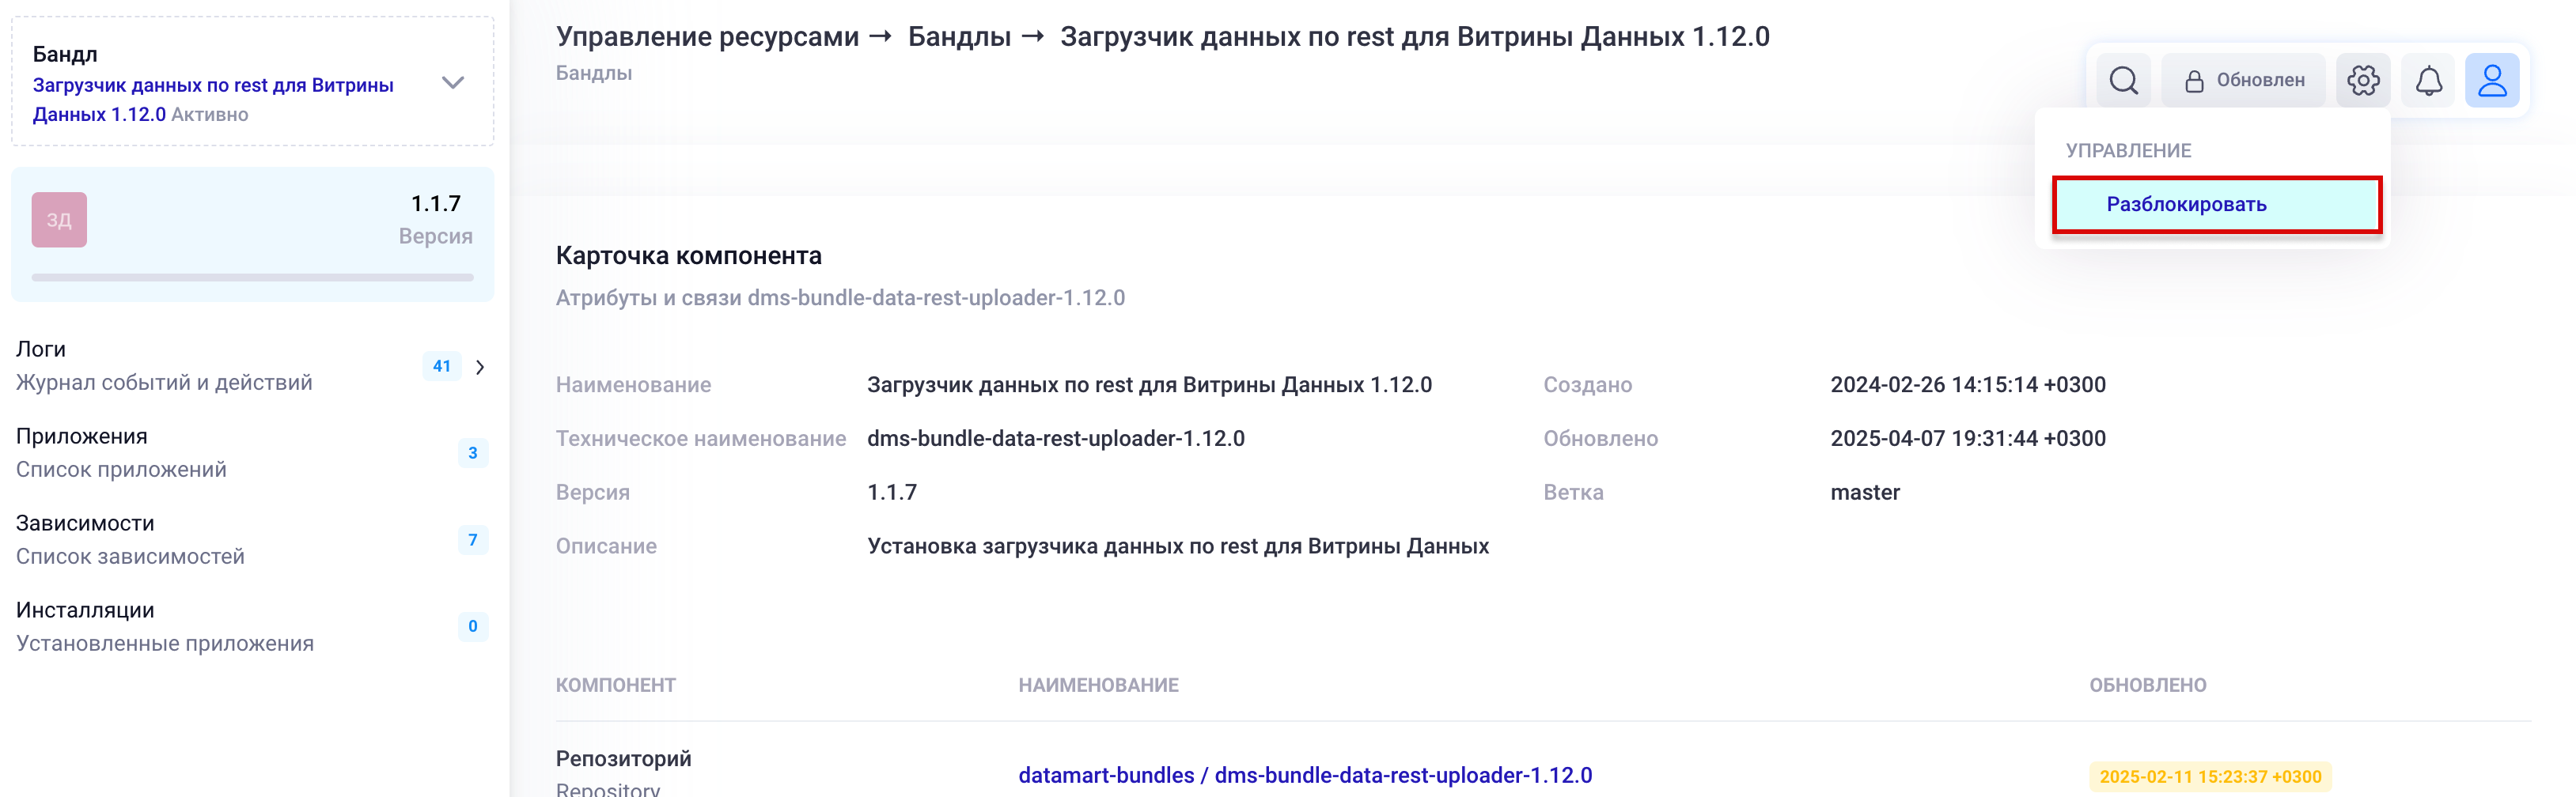 Бандл
Загрузчик данных по rest для Витрины
Данных 1.12.0 Активно
ЗД
1.1.7
Версия
Логи
Журнал событий и действий
41
Приложения
Список приложений
3
Зависимости
Список зависимостей
7
Инсталляции
Установленные приложения
0
Управление ресурсами → Бандлы → Загрузчик данных по rest для Витрины Данных 1.12.0
Бандлы
Обновлен
УПРАВЛЕНИЕ
Разблокировать
Карточка компонента
Атрибуты и связи dms-bundle-data-rest-uploader-1.12.0
Наименование Загрузчик данных по rest для Витрины Данных 1.12.0 Создано 2024-02-26 14:15:14 +0300
Техническое наименование dms-bundle-data-rest-uploader-1.12.0 Обновлено 2025-04-07 19:31:44 +0300
Версия 1.1.7 Ветка master
Описание Установка загрузчика данных по rest для Витрины Данных
КОМПОНЕНТ НАИМЕНОВАНИЕ ОБНОВЛЕНО
Репозиторий
Repository
datamart-bundles / dms-bundle-data-rest-uploader-1.12.0
2025-02-11 15:23:37 +0300